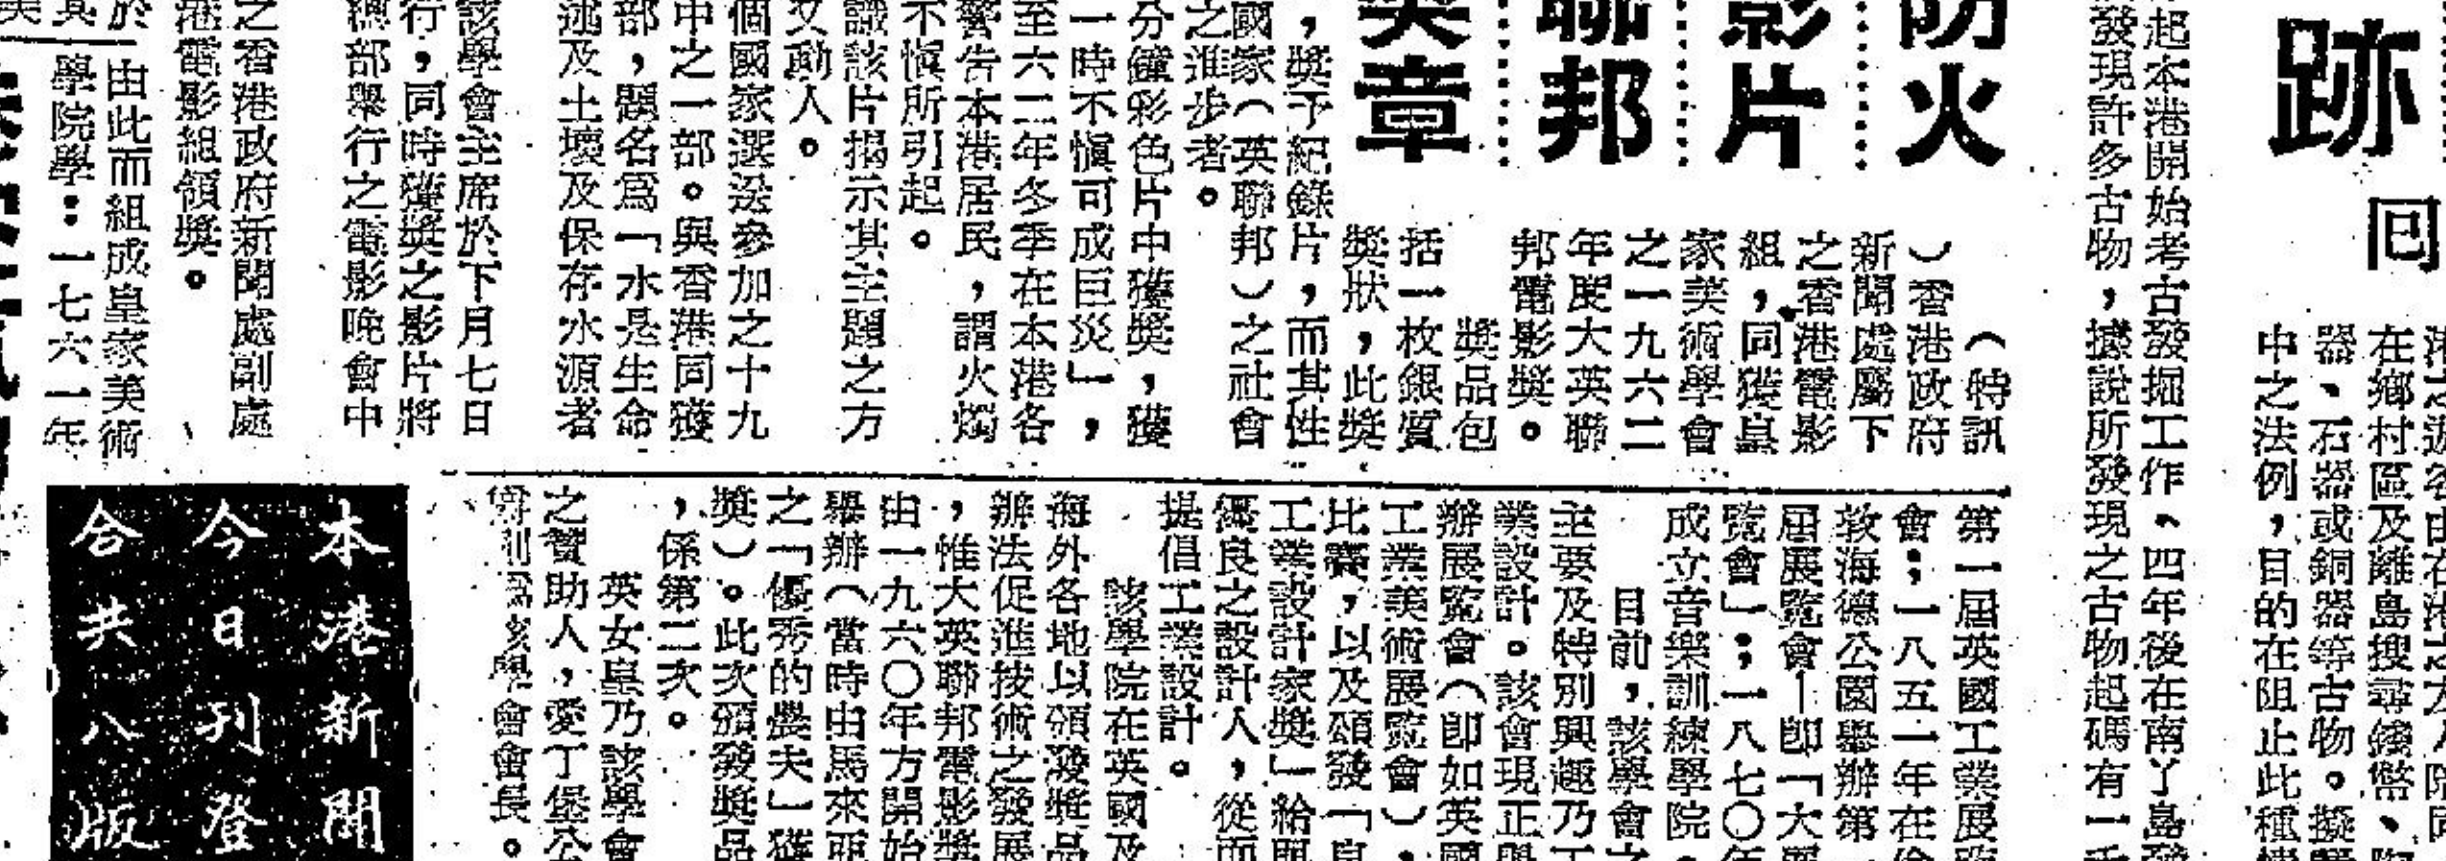 跡
回
港之
在鄉村區及離島搜尋錢幣、陶
器、石器或銅器等古物。擬
中之法例，目的在阻止此種
起本港開始考古發掘工作、四年後在南丫島發
發現許多古物，據說所發現之古物起碼有一千
防火
影片
聯邦
奬章
（特訊
）香港政府
新聞處屬下
之香港電影
組，同獲皇
家美術學會
之一九六二
年度大英聯
邦電影獎。
獎品包
括一枚銀質
獎狀，此獎
，獎予紀錄片，而其性
國家（英聯邦）之社會
之進步者。
分鐘彩色片中獲獎，獲
一時不愼可成巨災」，
至六二年冬季在本港各
警告本港居民，謂火燭
不愼所引起。
識該片揭示其主題之方
又動人。
個國家選送參加之十九
中之一部。與香港同獲
部，題名爲「水是生命
逃及土壤及保存水源者
該學會主席於下月七日
行，同時獲獎之影片將
總部舉行之電影晚會中
之香港政府新聞處副處
港電影組領獎。
由此而組成皇家美術
學院學：一七六一年
第一屆英國工業展覽
會；一八五一年在倫
敦海德公園舉辦第一
屆展覽會—卽「大展
覽會」；一八七〇年
成立音樂訓練學院。
目前，該學會之
主要及特別興趣乃工
業設計。該會現正舉
辦展覽會（卽如英國
工業美術展覽會），
比賽，以及頒發「皇
工業設計家獎」給與
優良之設計人，從而
提倡工業設計。
該學院在英國及
海外各地以頒發獎品
辦法促進技術之發展
，惟大英聯邦電影獎
由一九六〇年方開始
舉辦（當時由馬來亞
之「優秀的農夫」獲
獎）。此次頒發獎品
，係第二次。
英女皇乃該學會
之贊助人，愛丁堡公
爵則爲該學會會長。
本港新聞
今日刊登
合共八版